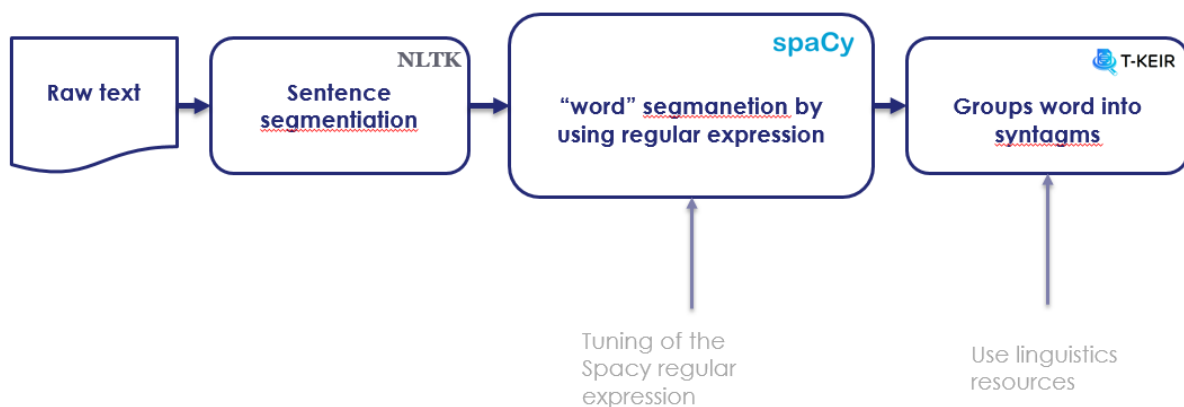 Raw text
NLTK
Sentence
segmentiation
spaCy
“word” segmanetion by
using regular expression
T-KEIR
Groups word into
syntagms
Tuning of the
Spacy regular
expression
Use linguistics
resources